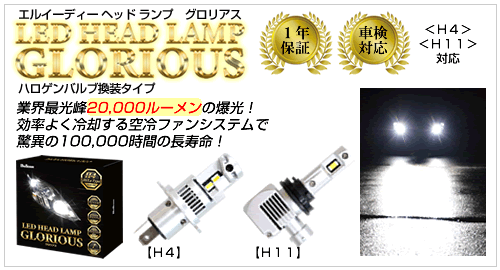 エルイーディー ヘッド ランプ　グロリアス
LED HEAD LAMP
GLORIOUS
ハロゲンバルブ換装タイプ
1年
保証
車検
対応
＜H4＞
＜H11＞
対応
業界最光峰20,000ルーメンの爆光！
効率よく冷却する空冷ファンシステムで
驚異の100,000時間の長寿命！
H4
LED HEAD LAMP
GLORIOUS
【H4】
【H11】